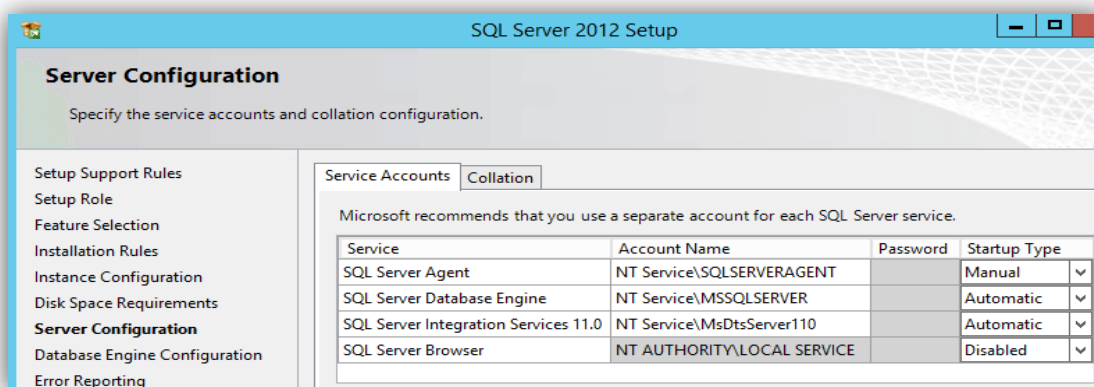 SQL Server 2012 Setup
Server Configuration
Specify the service accounts and collation configuration.
Setup Support Rules
Setup Role
Feature Selection
Installation Rules
Instance Configuration
Disk Space Requirements
Server Configuration
Database Engine Configuration
Error Reporting
Service Accounts Collation
Microsoft recommends that you use a separate account for each SQL Server service.
Service Account Name Password Startup Type
SQL Server Agent NT Service\SQLSERVERAGENT Manual
SQL Server Database Engine NT Service\MSSQLSERVER Automatic
SQL Server Integration Services 11.0 NT Service\MsDtsServer110 Automatic
SQL Server Browser NT AUTHORITY\LOCAL SERVICE Disabled